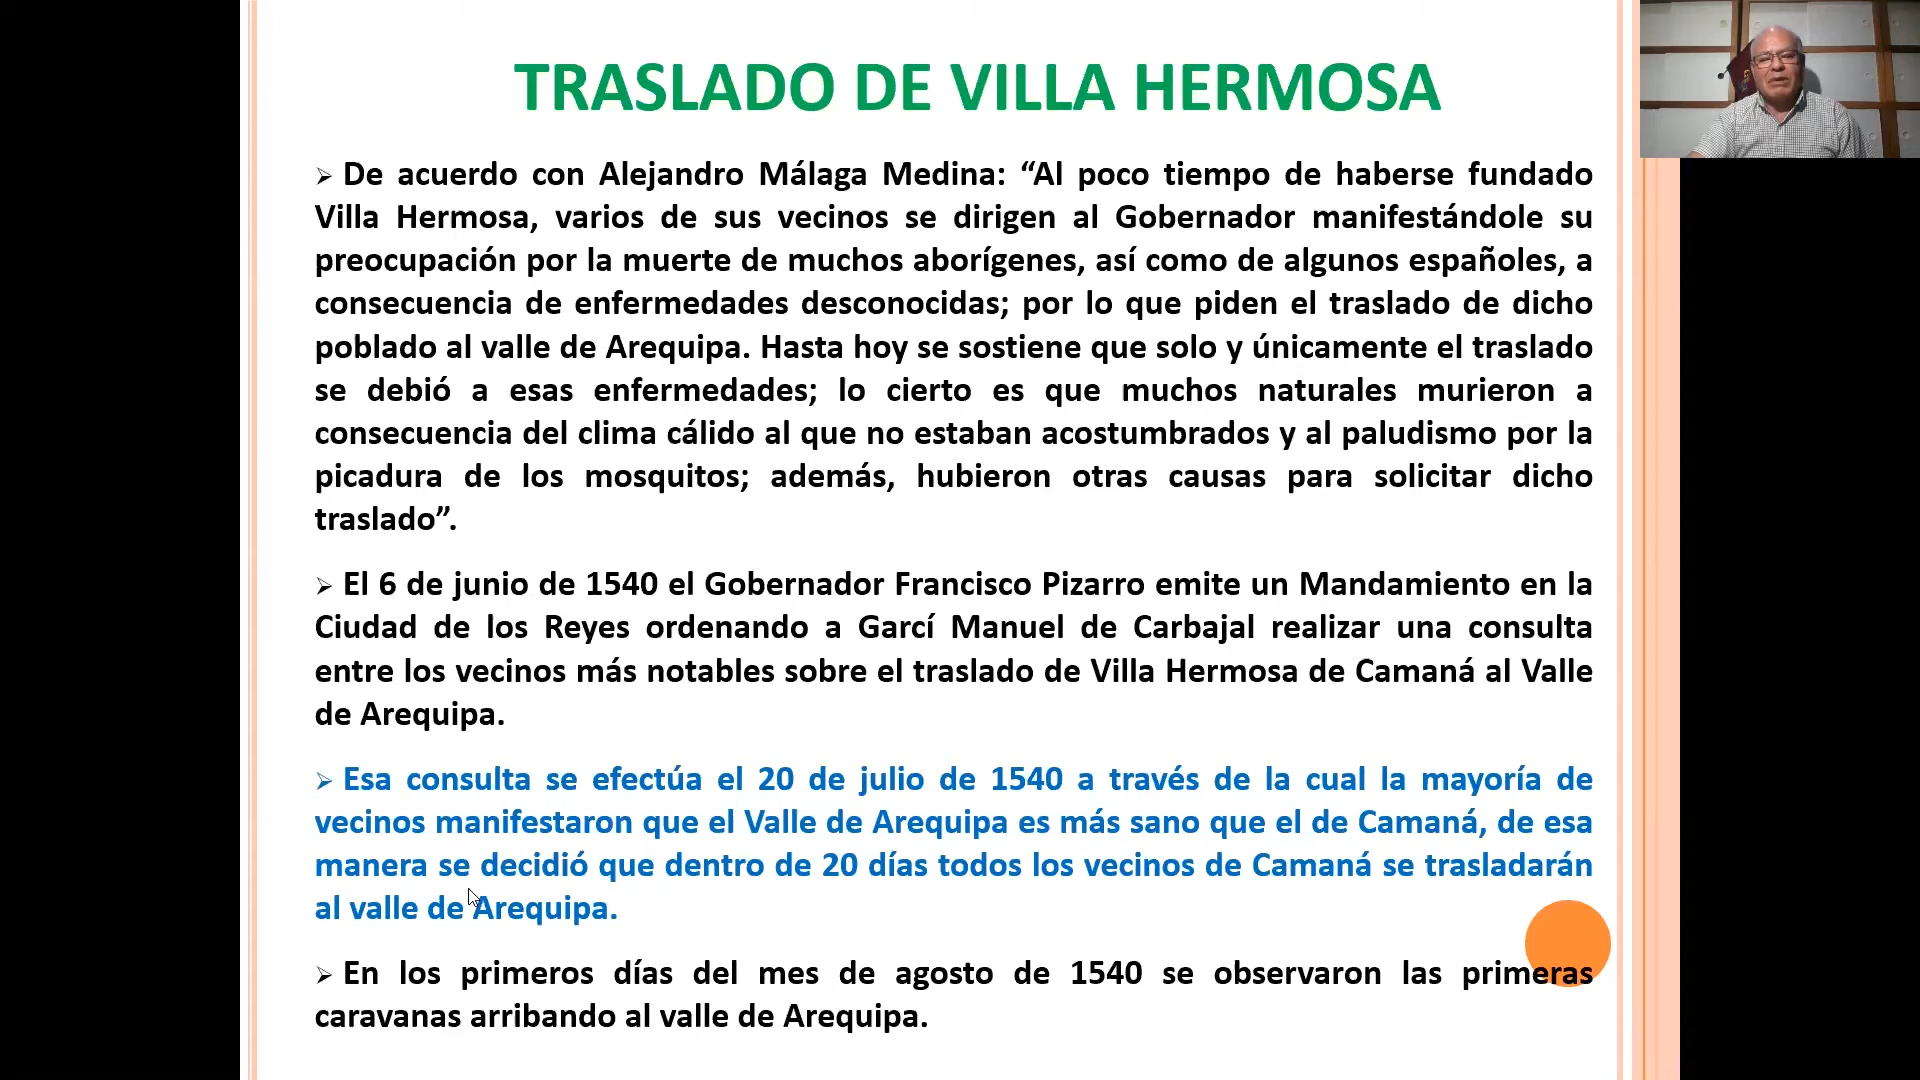 TRASLADO DE VILLA HERMOSA
De acuerdo con Alejandro Málaga Medina: “Al poco tiempo de haberse fundado
Villa Hermosa, varios de sus vecinos se dirigen al Gobernador manifestándole su
preocupación por la muerte de muchos aborígenes, así como de algunos españoles, a
consecuencia de enfermedades desconocidas; por lo que piden el traslado de dicho
poblado al valle de Arequipa. Hasta hoy se sostiene que solo y únicamente el traslado
se debió a esas enfermedades; lo cierto es que muchos naturales murieron a
consecuencia del clima cálido al que no estaban acostumbrados y al paludismo por la
picadura de los mosquitos; además, hubieron otras causas para solicitar dicho
traslado”.
El 6 de junio de 1540 el Gobernador Francisco Pizarro emite un Mandamiento en la
Ciudad de los Reyes ordenando a Garcí Manuel de Carbajal realizar una consulta
entre los vecinos más notables sobre el traslado de Villa Hermosa de Camaná al Valle
de Arequipa.
Esa consulta se efectúa el 20 de julio de 1540 a través de la cual la mayoría de
vecinos manifestaron que el Valle de Arequipa es más sano que el de Camaná, de esa
manera se decidió que dentro de 20 días todos los vecinos de Camaná se trasladarán
al valle de Arequipa.
En los primeros días del mes de agosto de 1540 se observaron las primeras
caravanas arribando al valle de Arequipa.